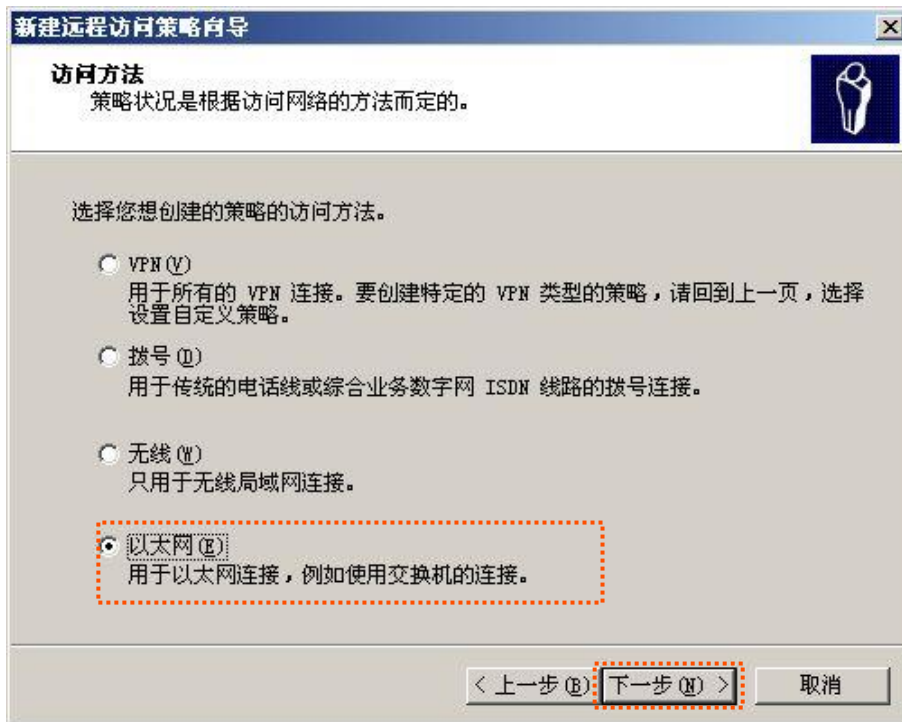 新建远程访问策略向导
访问方法
策略状况是根据访问网络的方法而定的。
选择您想创建的策略的访问方法。
VPN(V)
用于所有的 VPN 连接。要创建特定的 VPN 类型的策略，请回到上一页，选择
设置自定义策略。
拨号(D)
用于传统的电话线或综合业务数字网 ISDN 线路的拨号连接。
无线(W)
只用于无线局域网连接。
以太网(E)
用于以太网连接，例如使用交换机的连接。
< 上一步(B) 下一步(N) > 取消